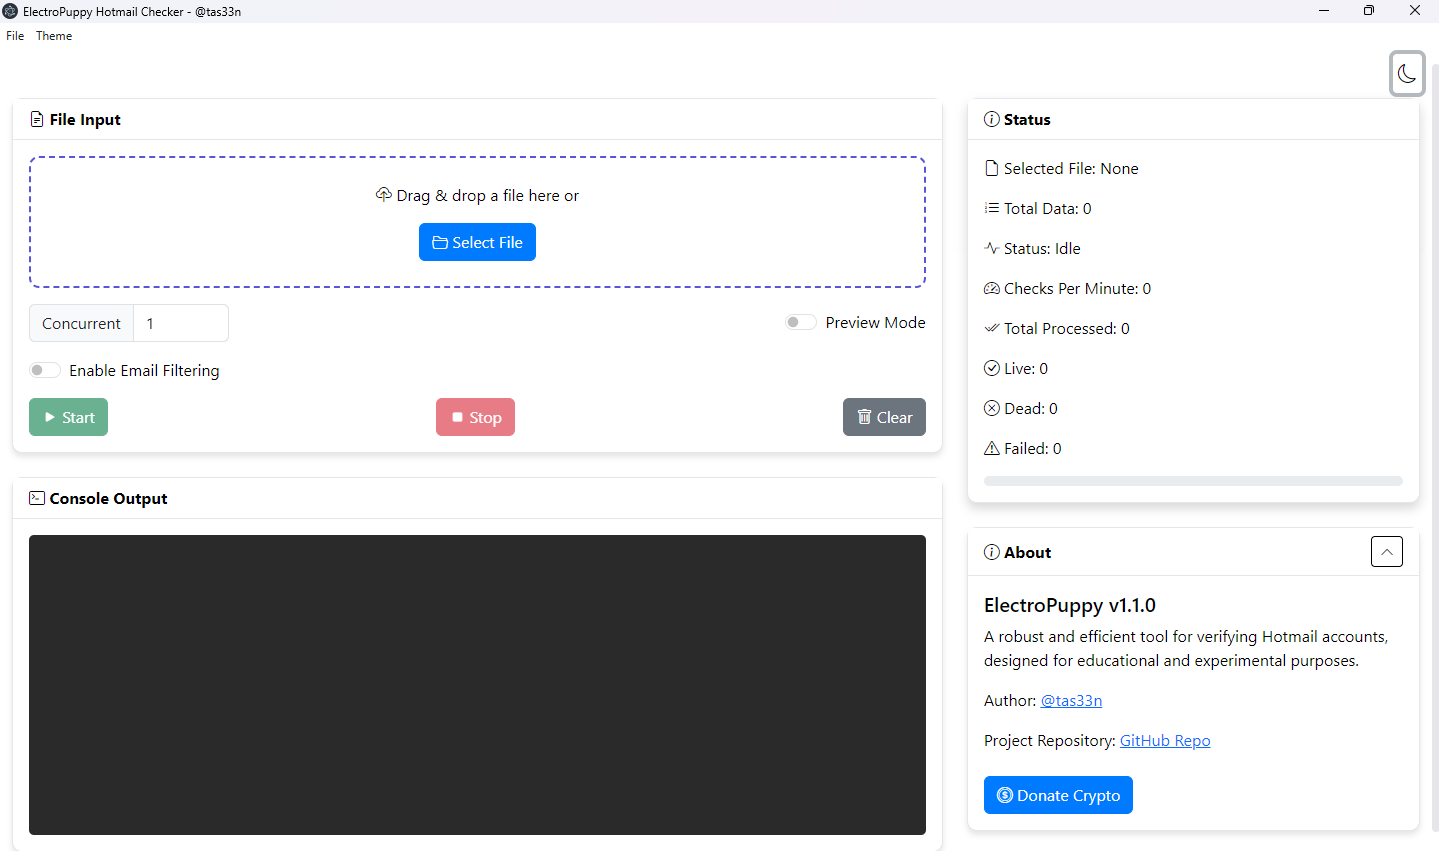 ElectroPuppy Hotmail Checker - @tas33n
File Theme
File Input
Drag & drop a file here or
Select File
Concurrent 1
Preview Mode
Enable Email Filtering
Start
Stop
Clear
Console Output
Status
Selected File: None
Total Data: 0
Status: Idle
Checks Per Minute: 0
Total Processed: 0
Live: 0
Dead: 0
Failed: 0
About
ElectroPuppy v1.1.0
A robust and efficient tool for verifying Hotmail accounts,
designed for educational and experimental purposes.
Author: @tas33n
Project Repository: GitHub Repo
Donate Crypto